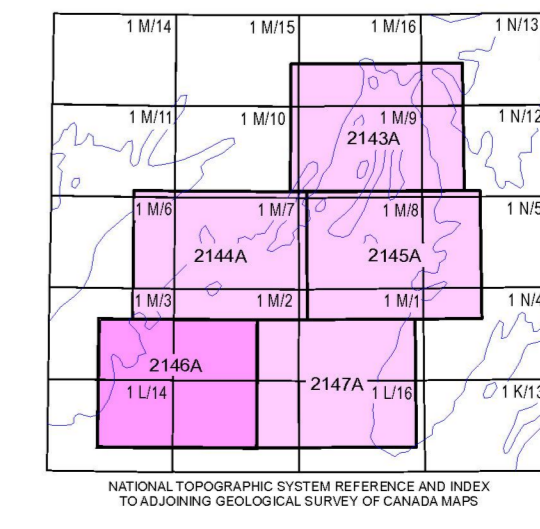 1 M/14 1 M/15 1 M/16 1 N/13
1 M/11 1 M/10 1 M/9 1 N/12
2143A
1 M/6 1 M/7 1 M/8 1 N/5
2144A 2145A
1 M/3 1 M/2 1 M/1 1 N/4
2146A
2147A
1 L/14 1 L/16 1 K/13
NATIONAL TOPOGRAPHIC SYSTEM REFERENCE AND INDEX
TO ADJOINING GEOLOGICAL SURVEY OF CANADA MAPS